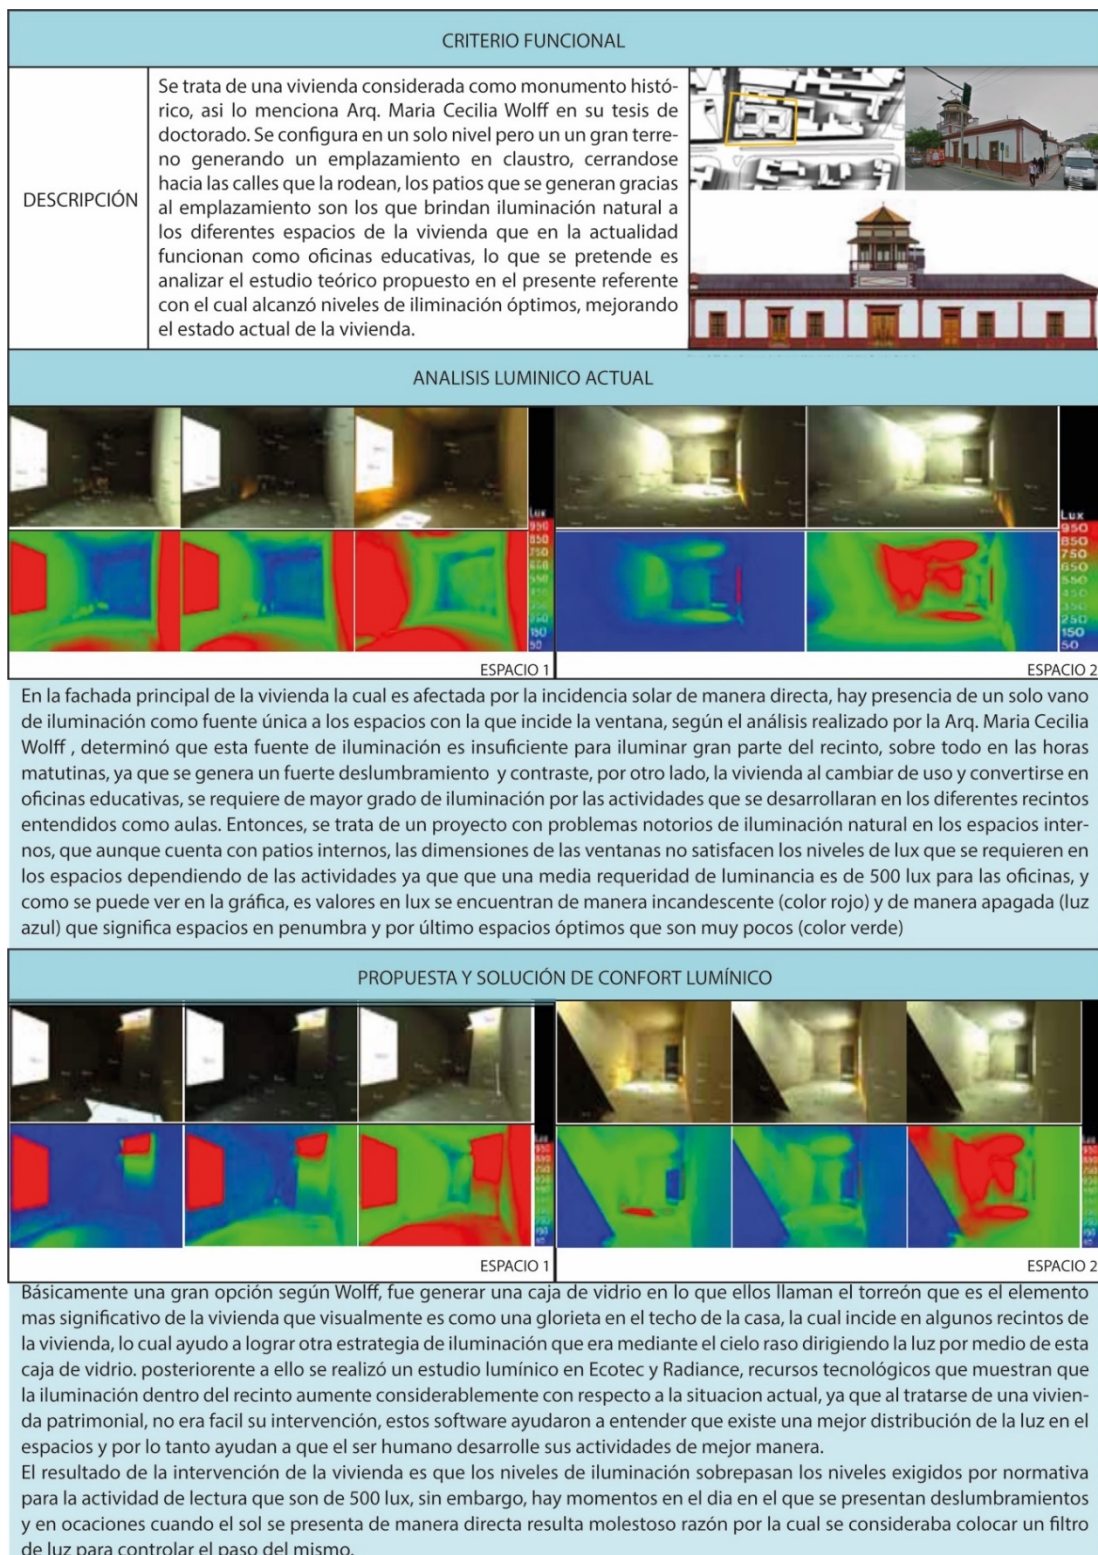 CRITERIO FUNCIONAL
DESCRIPCIÓN
Se trata de una vivienda considerada como monumento histó-
rico, asi lo menciona Arq. Maria Cecilia Wolff en su tesis de
doctorado. Se configura en un solo nivel pero un un gran terre-
no generando un emplazamiento en claustro, cerrandose
hacia las calles que la rodean, los patios que se generan gracias
al emplazamiento son los que brindan iluminación natural a
los diferentes espacios de la vivienda que en la actualidad
funcionan como oficinas educativas, lo que se pretende es
analizar el estudio teórico propuesto en el presente referente
con el cual alcanzó niveles de iliminación óptimos, mejorando
el estado actual de la vivienda.
ANALISIS LUMINICO ACTUAL
Lux
950
850
750
650
550
450
350
250
150
50
ESPACIO 1
Lux
950
850
750
650
550
450
350
250
150
50
ESPACIO 2
En la fachada principal de la vivienda la cual es afectada por la incidencia solar de manera directa, hay presencia de un solo vano
de iluminación como fuente única a los espacios con la que incide la ventana, según el análisis realizado por la Arq. Maria Cecilia
Wolff , determinó que esta fuente de iluminación es insuficiente para iluminar gran parte del recinto, sobre todo en las horas
matutinas, ya que se genera un fuerte deslumbramiento y contraste, por otro lado, la vivienda al cambiar de uso y convertirse en
oficinas educativas, se requiere de mayor grado de iluminación por las actividades que se desarrollaran en los diferentes recintos
entendidos como aulas. Entonces, se trata de un proyecto con problemas notorios de iluminación natural en los espacios inter-
nos, que aunque cuenta con patios internos, las dimensiones de las ventanas no satisfacen los niveles de lux que se requieren en
los espacios dependiendo de las actividades ya que que una media requeridad de luminancia es de 500 lux para las oficinas, y
como se puede ver en la gráfica, es valores en lux se encuentran de manera incandescente (color rojo) y de manera apagada (luz
azul) que significa espacios en penumbra y por último espacios óptimos que son muy pocos (color verde)
PROPUESTA Y SOLUCIÓN DE CONFORT LUMÍNICO
ESPACIO 1
ESPACIO 2
Básicamente una gran opción según Wolff, fue generar una caja de vidrio en lo que ellos llaman el torreón que es el elemento
mas significativo de la vivienda que visualmente es como una glorieta en el techo de la casa, la cual incide en algunos recintos de
la vivienda, lo cual ayudo a lograr otra estrategia de iluminación que era mediante el cielo raso dirigiendo la luz por medio de esta
caja de vidrio. posteriorente a ello se realizó un estudio lumínico en Ecotec y Radiance, recursos tecnológicos que muestran que
la iluminación dentro del recinto aumente considerablemente con respecto a la situacion actual, ya que al tratarse de una vivien-
da patrimonial, no era facil su intervención, estos software ayudaron a entender que existe una mejor distribución de la luz en el
espacios y por lo tanto ayudan a que el ser humano desarrolle sus actividades de mejor manera.
El resultado de la intervención de la vivienda es que los niveles de iluminación sobrepasan los niveles exigidos por normativa
para la actividad de lectura que son de 500 lux, sin embargo, hay momentos en el dia en el que se presentan deslumbramientos
y en ocaciones cuando el sol se presenta de manera directa resulta molestoso razón por la cual se consideraba colocar un filtro
de luz para controlar el paso del mismo.